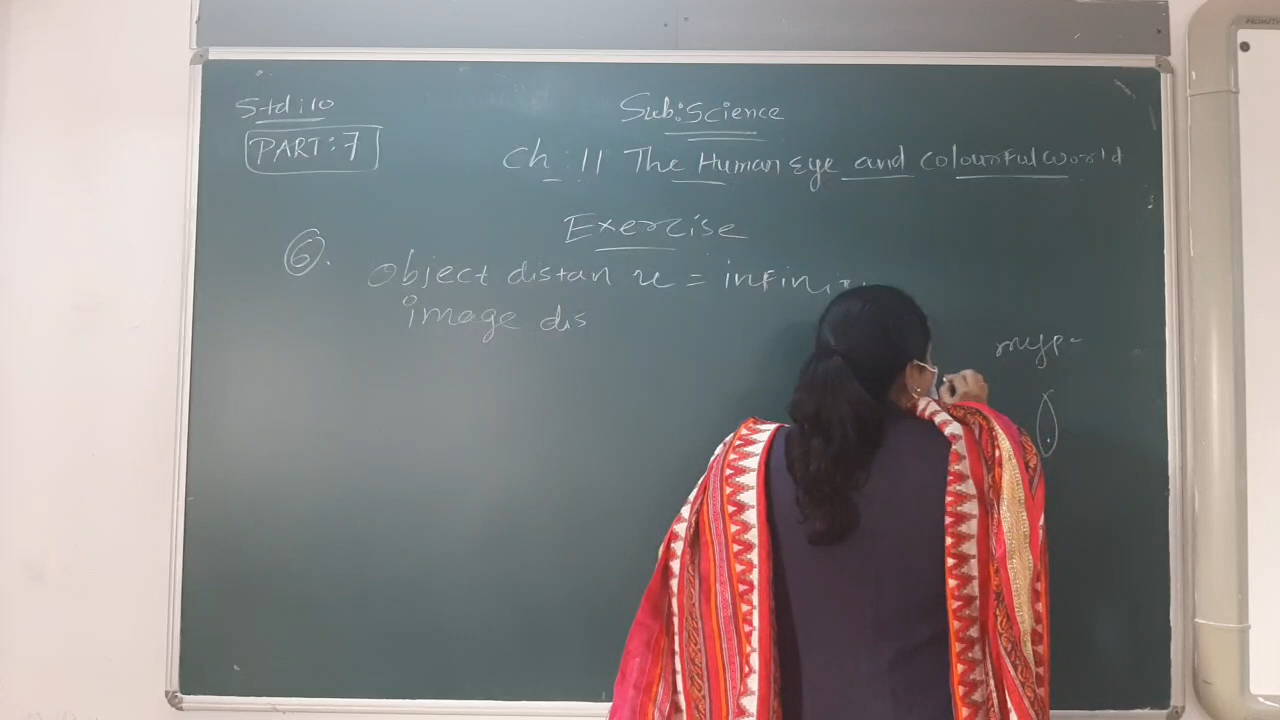 Std:10
PART:7
Sub:Science
Ch:11 The Human Eye and Colourful World
Exercise
6.
object distan u = infini
image dis
myp-